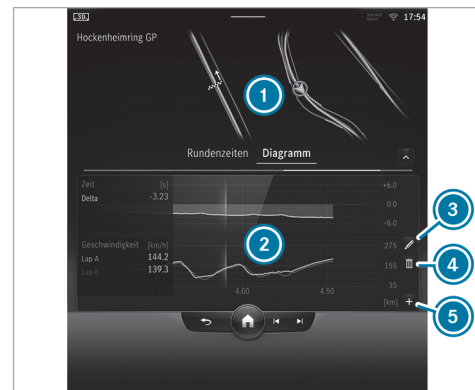 3D
17:54
Hockenheimring GP
1
Rundenzeiten Diagramm
Zeit [s]
+6.0
Delta -3.23
0.0
-6.0
3
Geschwindigkeit [km/h]
2
275
Lap A 144.2
155
4
Lap B 139.3
35
4.00 4.50
[km]
5